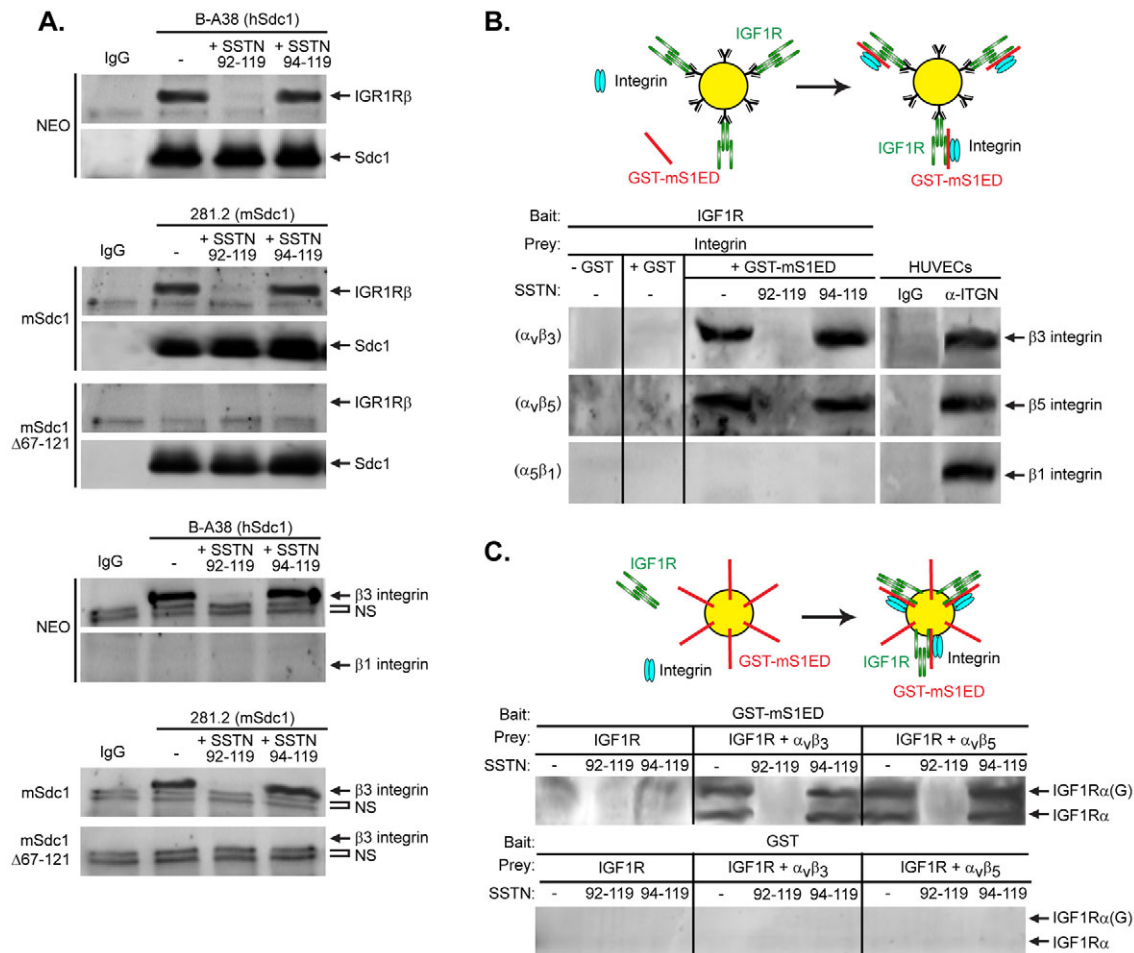 A.
B-A38 (hSdc1)
IgG - + SSTN 92-119 + SSTN 94-119
NEO
IGR1Rβ
Sdc1
281.2 (mSdc1)
IgG - + SSTN 92-119 + SSTN 94-119
mSdc1
IGR1Rβ
Sdc1
mSdc1 Δ67-121
IGR1Rβ
Sdc1
B-A38 (hSdc1)
IgG - + SSTN 92-119 + SSTN 94-119
NEO
β3 integrin
NS
β1 integrin
281.2 (mSdc1)
IgG - + SSTN 92-119 + SSTN 94-119
mSdc1
β3 integrin
NS
mSdc1 Δ67-121
β3 integrin
NS
B.
IGF1R
Integrin
GST-mS1ED
IGF1R
Integrin
GST-mS1ED
Bait: IGF1R
Prey: Integrin
- GST + GST + GST-mS1ED HUVECs
SSTN: - - - 92-119 94-119 IgG α-ITGN
(αvβ3) β3 integrin
(αvβ5) β5 integrin
(α5β1) β1 integrin
C.
IGF1R
Integrin
GST-mS1ED
IGF1R
Integrin
GST-mS1ED
Bait: GST-mS1ED
Prey: IGF1R IGF1R + αvβ3 IGF1R + αvβ5
SSTN: - 92-119 94-119 - 92-119 94-119 - 92-119 94-119
IGF1Rα(G)
IGF1Rα
Bait: GST
Prey: IGF1R IGF1R + αvβ3 IGF1R + αvβ5
SSTN: - 92-119 94-119 - 92-119 94-119 - 92-119 94-119
IGF1Rα(G)
IGF1Rα